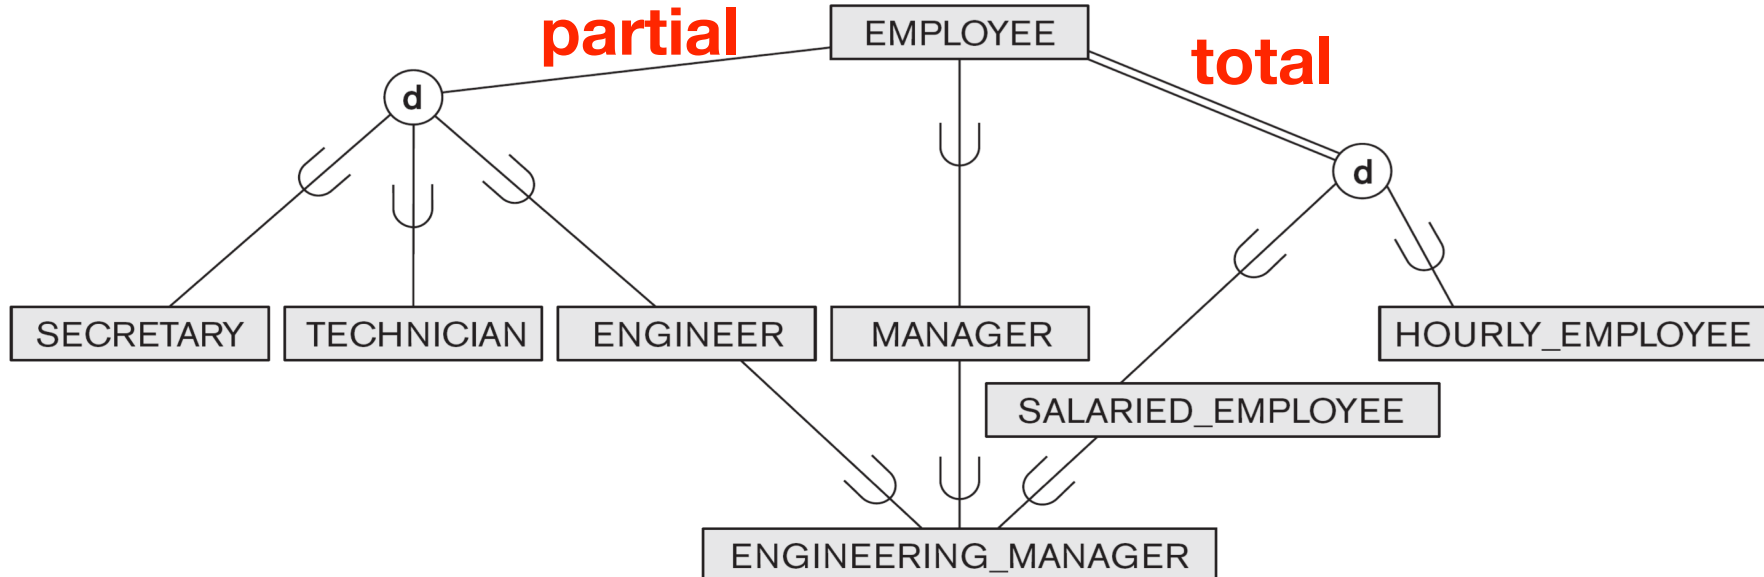 partial
EMPLOYEE
total
d
d
SECRETARY
TECHNICIAN
ENGINEER
MANAGER
HOURLY_EMPLOYEE
SALARIED_EMPLOYEE
ENGINEERING_MANAGER